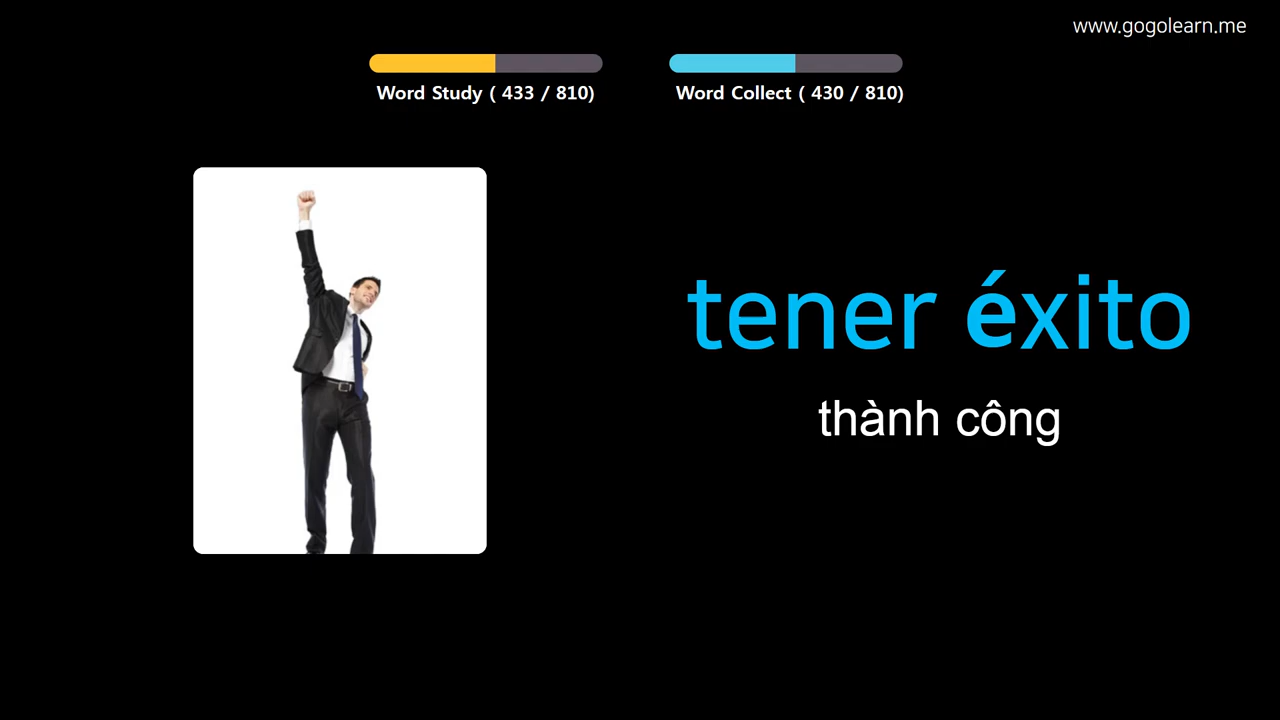 www.gogolearn.me
Word Study ( 433 / 810)
Word Collect ( 430 / 810)
tener éxito
thành công